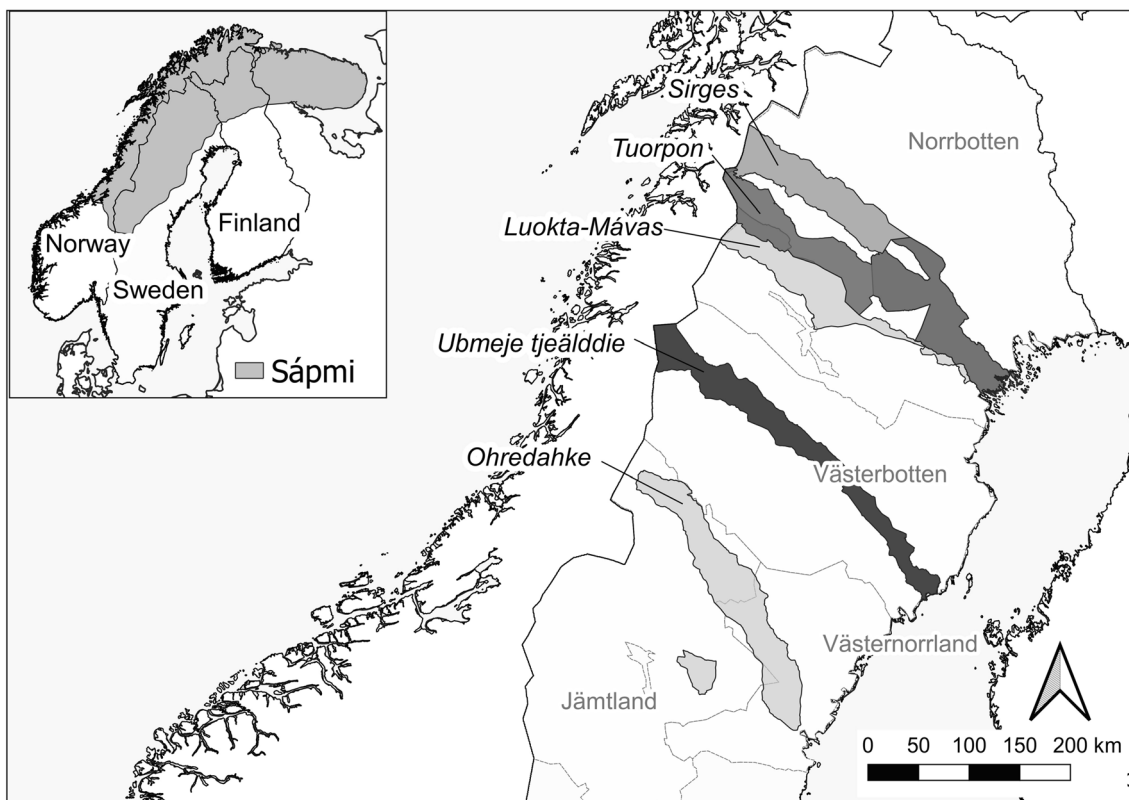 Norway
Finland
Sweden
Sápmi
Sirges
Norrbotten
Tuorpon
Luokta-Mávas
Ubmeje tjeälddie
Ohredahke
Västerbotten
Västernorrland
Jämtland
0 50 100 150 200 km